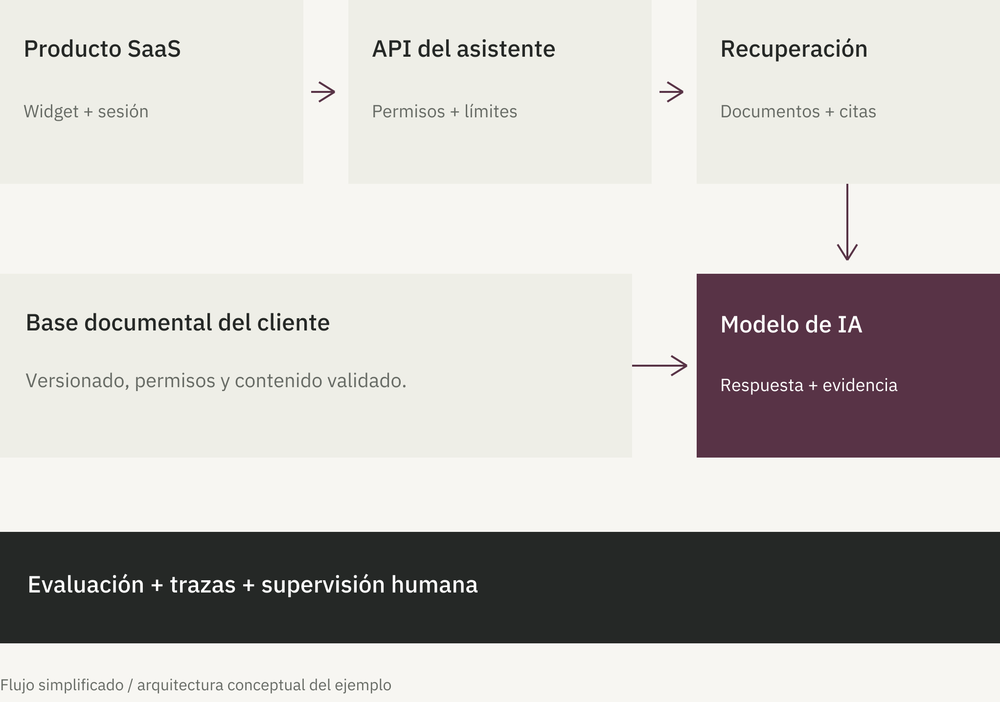 Producto SaaS
Widget + sesión
API del asistente
Permisos + límites
Recuperación
Documentos + citas
Base documental del cliente
Versionado, permisos y contenido validado.
Modelo de IA
Respuesta + evidencia
Evaluación + trazas + supervisión humana
Flujo simplificado / arquitectura conceptual del ejemplo